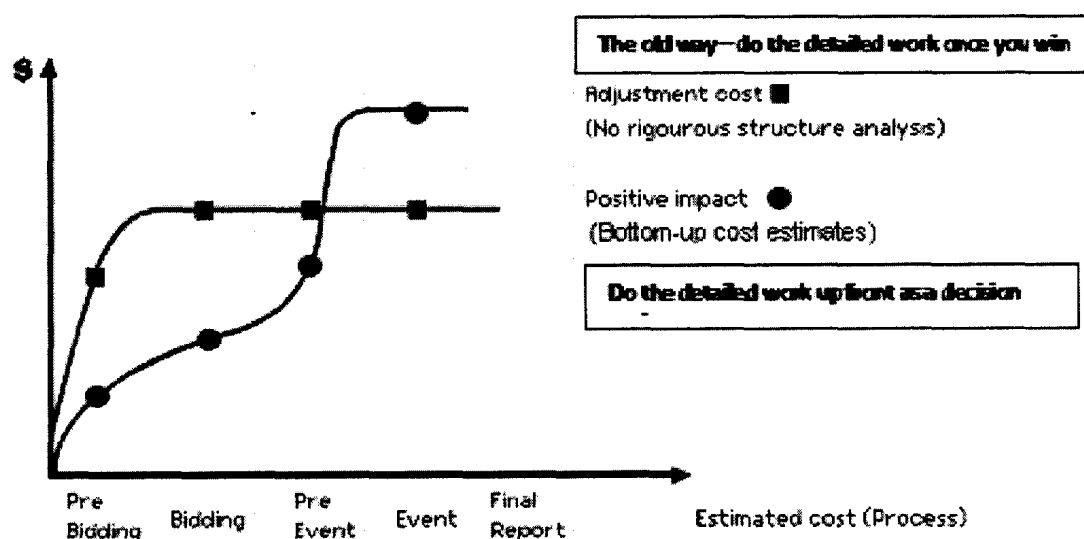 $
The old way—do the detailed work once you win
Adjustment cost
(No rigourous structure analysis)
Positive impact
(Bottom-up cost estimates)
Do the detailed work upfront as a decision
Pre
Bidding
Bidding
Pre
Event
Event
Final
Report
Estimated cost (Process)